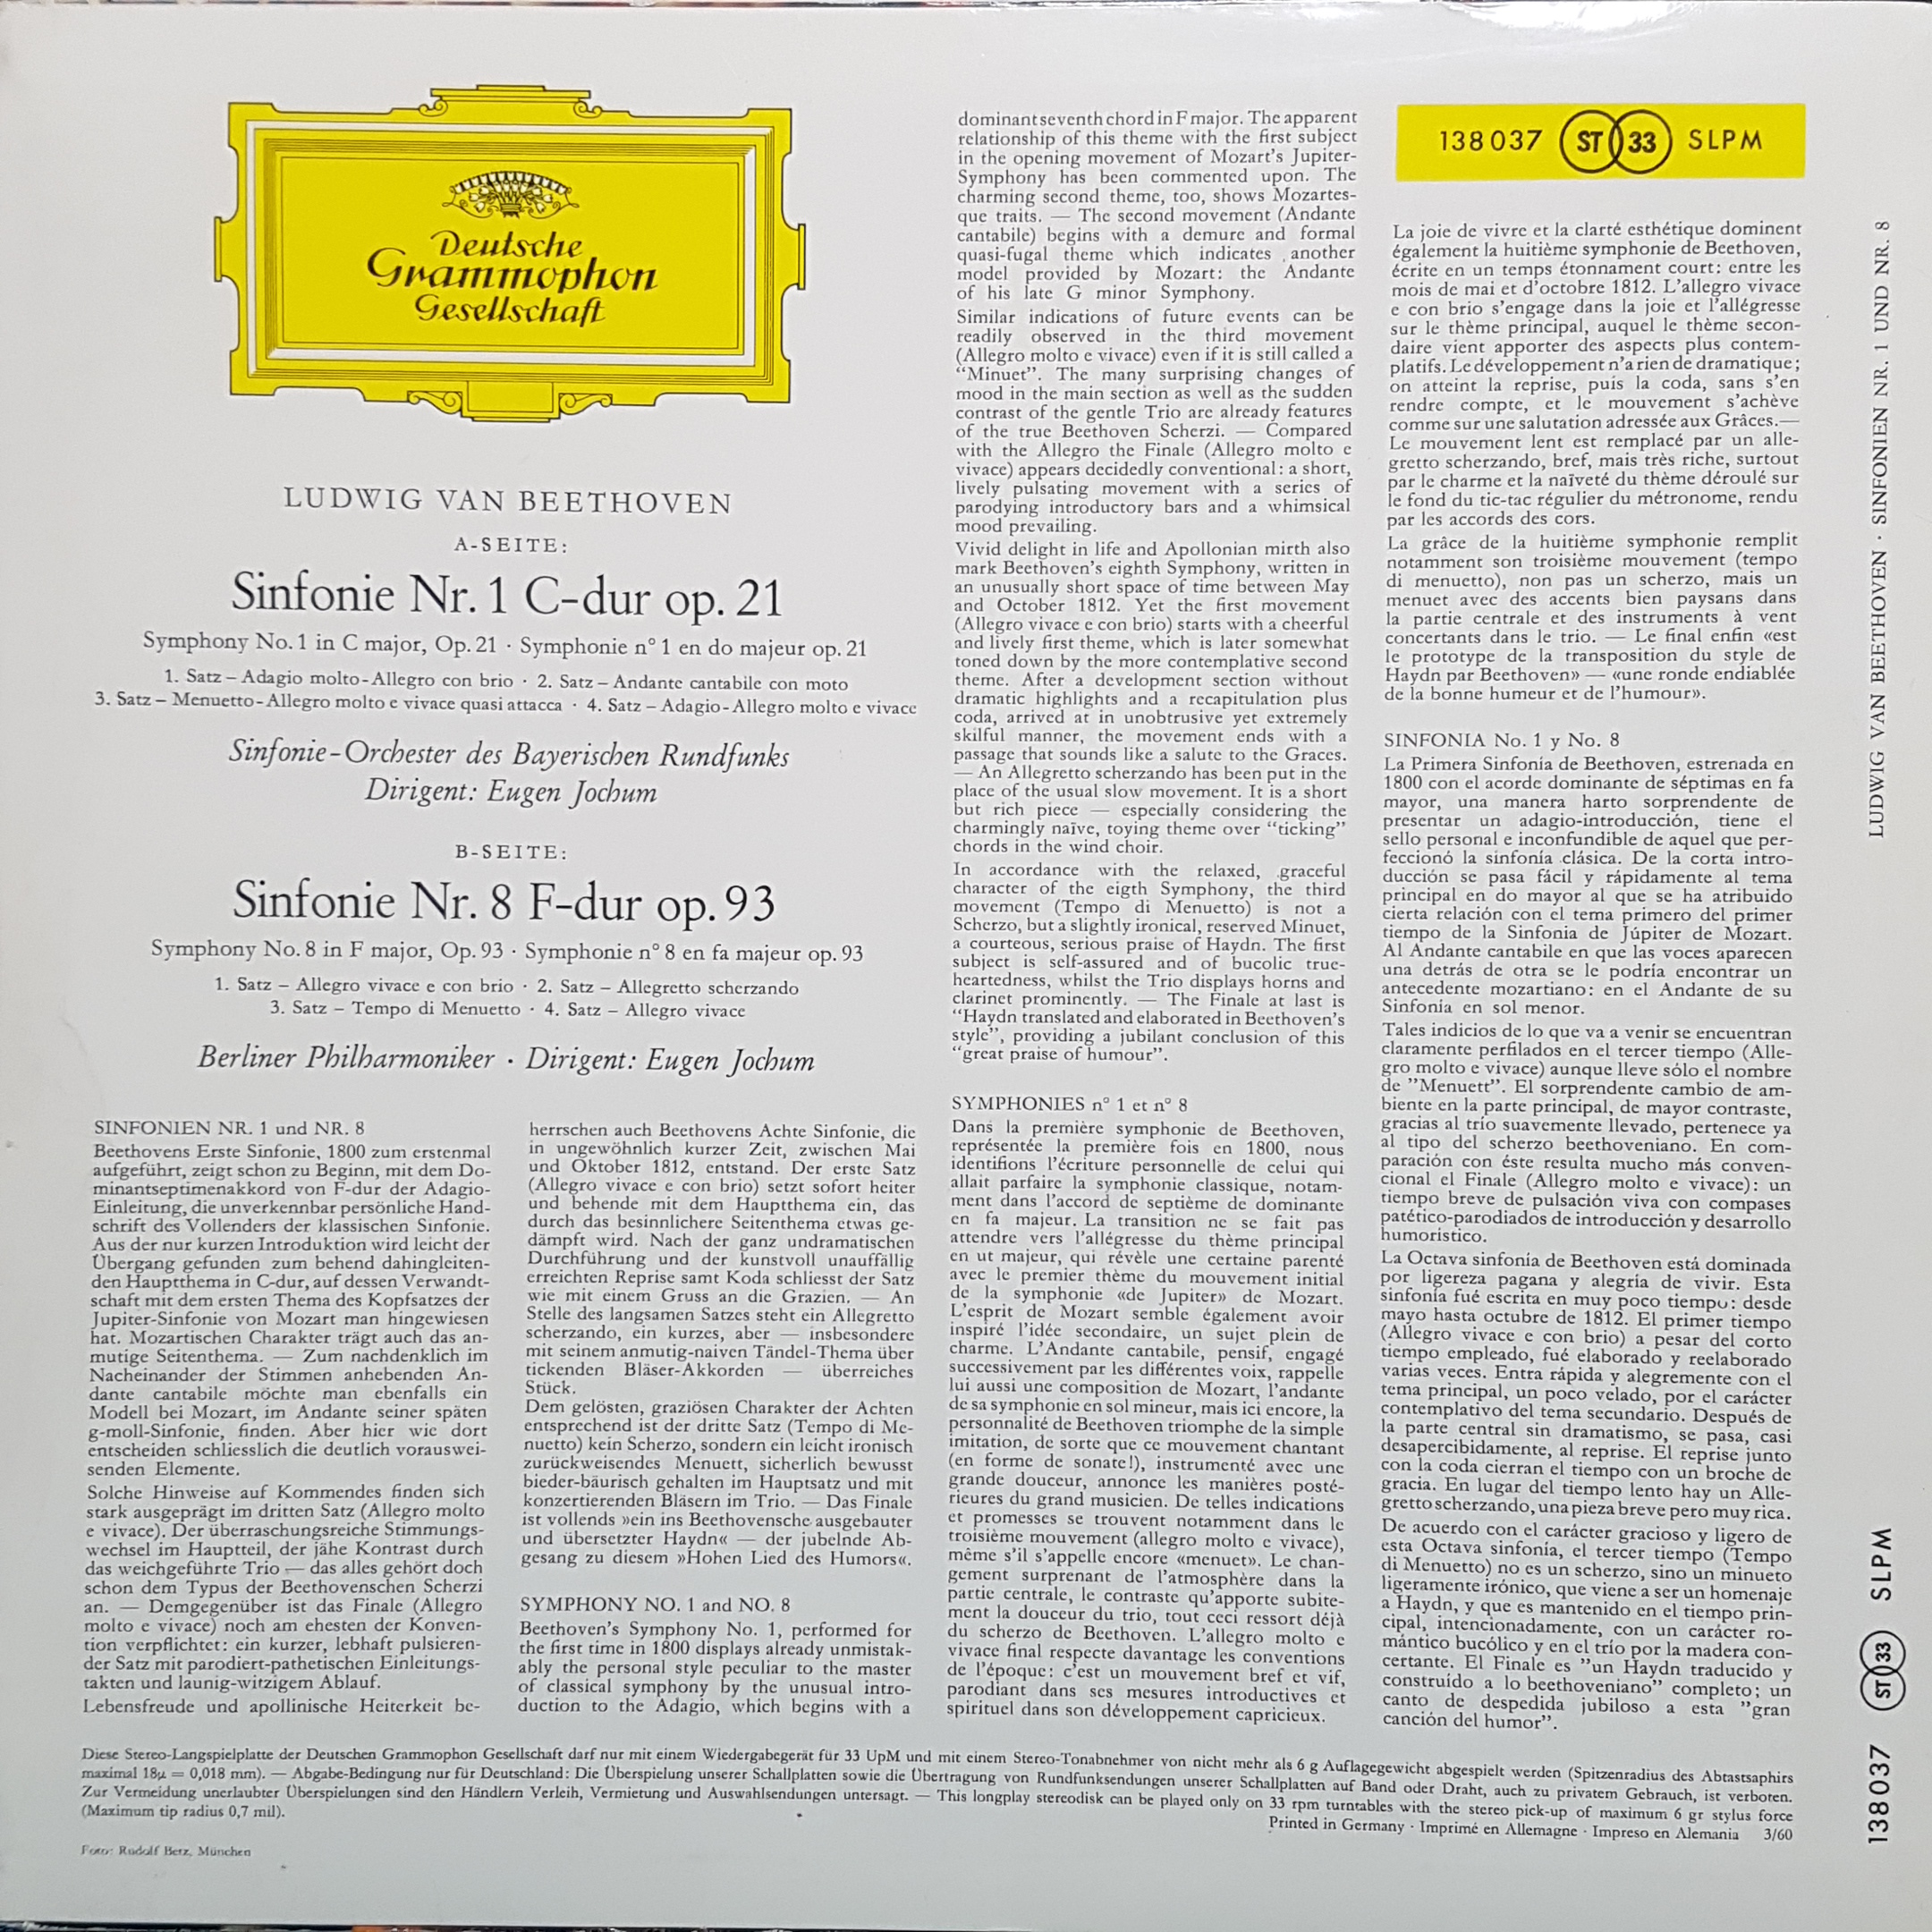 Deutsche
Grammophon
Gesellschaft
LUDWIG VAN BEETHOVEN
A-SEITE:
Sinfonie Nr. 1 C-dur op. 21
Symphony No. 1 in C major, Op. 21 · Symphonie n° 1 en do majeur op. 21
1. Satz – Adagio molto-Allegro con brio · 2. Satz – Andante cantabile con moto
3. Satz – Menuetto-Allegro molto e vivace quasi attacca · 4. Satz – Adagio-Allegro molto e vivace
Sinfonie-Orchester des Bayerischen Rundfunks
Dirigent: Eugen Jochum
B-SEITE:
Sinfonie Nr. 8 F-dur op. 93
Symphony No. 8 in F major, Op. 93 · Symphonie n° 8 en fa majeur op. 93
1. Satz – Allegro vivace e con brio · 2. Satz – Allegretto scherzando
3. Satz – Tempo di Menuetto · 4. Satz – Allegro vivace
Berliner Philharmoniker · Dirigent: Eugen Jochum
SINFONIEN NR. 1 und NR. 8
Beethovens Erste Sinfonie, 1800 zum erstenmal
aufgeführt, zeigt schon zu Beginn, mit dem Do-
minantseptimenakkord von F-dur der Adagio-
Einleitung, die unverkennbar persönliche Hand-
schrift des Vollenders der klassischen Sinfonie.
Aus der nur kurzen Introduktion wird leicht der
Übergang gefunden zum behend dahingleiten-
den Hauptthema in C-dur, auf dessen Verwandt-
schaft mit dem ersten Thema des Kopfsatzes der
Jupiter-Sinfonie von Mozart man hingewiesen
hat. Mozartischen Charakter trägt auch das an-
mutige Seitenthema. — Zum nachdenklich im
Nacheinander der Stimmen anhebenden An-
dante cantabile möchte man ebenfalls ein
Modell bei Mozart, im Andante seiner späten
g-moll-Sinfonie, finden. Aber hier wie dort
entscheiden schliesslich die deutlich vorauswei-
senden Elemente.
Solche Hinweise auf Kommendes finden sich
stark ausgeprägt im dritten Satz (Allegro molto
e vivace). Der überraschungsreiche Stimmungs-
wechsel im Hauptteil, der jähe Kontrast durch
das weichgeführte Trio — das alles gehört doch
schon dem Typus der Beethovenschen Scherzi
an. — Demgegenüber ist das Finale (Allegro
molto e vivace) noch am ehesten der Konven-
tion verpflichtet: ein kurzer, lebhaft pulsieren-
der Satz mit parodiert-pathetischen Einleitungs-
takten und launig-witzigem Ablauf.
Lebensfreude und apollinische Heiterkeit be-
herrschen auch Beethovens Achte Sinfonie, die
in ungewöhnlich kurzer Zeit, zwischen Mai
und Oktober 1812, entstand. Der erste Satz
(Allegro vivace e con brio) setzt sofort heiter
und behende mit dem Hauptthema ein, das
durch das besinnlichere Seitenthema etwas ge-
dämpft wird. Nach der ganz undramatischen
Durchführung und der kunstvoll unauffällig
erreichten Reprise samt Koda schliesst der Satz
wie mit einem Gruss an die Grazien. — An
Stelle des langsamen Satzes steht ein Allegretto
scherzando, ein kurzes, aber — insbesondere
mit seinem anmutig-naiven Tändel-Thema über
tickenden Bläser-Akkorden — überreiches
Stück.
Dem gelösten, graziösen Charakter der Achten
entsprechend ist der dritte Satz (Tempo di Me-
nuetto) kein Scherzo, sondern ein leicht ironisch
zurückweisendes Menuett, sicherlich bewusst
bieder-bäurisch gehalten im Hauptsatz und mit
konzertierenden Bläsern im Trio. — Das Finale
ist vollends »ein ins Beethovensche ausgebauter
und übersetzter Haydn« — der jubelnde Ab-
gesang zu diesem »Hohen Lied des Humors«.
SYMPHONY NO. 1 and NO. 8
Beethoven's Symphony No. 1, performed for
the first time in 1800 displays already unmistak-
ably the personal style peculiar to the master
of classical symphony by the unusual intro-
duction to the Adagio, which begins with a
dominant seventh chord in F major. The apparent
relationship of this theme with the first subject
in the opening movement of Mozart's Jupiter-
Symphony has been commented upon. The
charming second theme, too, shows Mozartes-
que traits. — The second movement (Andante
cantabile) begins with a demure and formal
quasi-fugal theme which indicates another
model provided by Mozart: the Andante
of his late G minor Symphony.
Similar indications of future events can be
readily observed in the third movement
(Allegro molto e vivace) even if it is still called a
“Minuet”. The many surprising changes of
mood in the main section as well as the sudden
contrast of the gentle Trio are already features
of the true Beethoven Scherzi. — Compared
with the Allegro the Finale (Allegro molto e
vivace) appears decidedly conventional: a short,
lively pulsating movement with a series of
parodying introductory bars and a whimsical
mood prevailing.
Vivid delight in life and Apollonian mirth also
mark Beethoven's eighth Symphony, written in
an unusually short space of time between May
and October 1812. Yet the first movement
(Allegro vivace e con brio) starts with a cheerful
and lively first theme, which is later somewhat
toned down by the more contemplative second
theme. After a development section without
dramatic highlights and a recapitulation plus
coda, arrived at in unobtrusive yet extremely
skilful manner, the movement ends with a
passage that sounds like a salute to the Graces.
— An Allegretto scherzando has been put in the
place of the usual slow movement. It is a short
but rich piece — especially considering the
charmingly naïve, toying theme over “ticking”
chords in the wind choir.
In accordance with the relaxed, graceful
character of the eigth Symphony, the third
movement (Tempo di Menuetto) is not a
Scherzo, but a slightly ironical, reserved Minuet,
a courteous, serious praise of Haydn. The first
subject is self-assured and of bucolic true-
heartedness, whilst the Trio displays horns and
clarinet prominently. — The Finale at last is
“Haydn translated and elaborated in Beethoven's
style”, providing a jubilant conclusion of this
“great praise of humour”.
SYMPHONIES n° 1 et n° 8
Dans la première symphonie de Beethoven,
représentée la première fois en 1800, nous
identifions l'écriture personnelle de celui qui
allait parfaire la symphonie classique, notam-
ment dans l'accord de septième de dominante
en fa majeur. La transition ne se fait pas
attendre vers l'allégresse du thème principal
en ut majeur, qui révèle une certaine parenté
avec le premier thème du mouvement initial
de la symphonie «de Jupiter» de Mozart.
L'esprit de Mozart semble également avoir
inspiré l'idée secondaire, un sujet plein de
charme. L'Andante cantabile, pensif, engagé
successivement par les différentes voix, rappelle
lui aussi une composition de Mozart, l'andante
de sa symphonie en sol mineur, mais ici encore, la
personnalité de Beethoven triomphe de la simple
imitation, de sorte que ce mouvement chantant
(en forme de sonate!), instrumenté avec une
grande douceur, annonce les manières posté-
rieures du grand musicien. De telles indications
et promesses se trouvent notamment dans le
troisième mouvement (allegro molto e vivace),
même s'il s'appelle encore «menuet». Le chan-
gement surprenant de l'atmosphère dans la
partie centrale, le contraste qu'apporte subite-
ment la douceur du trio, tout ceci ressort déjà
du scherzo de Beethoven. L'allegro molto e
vivace final respecte davantage les conventions
de l'époque: c'est un mouvement bref et vif,
parodiant dans ses mesures introductives et
spirituel dans son développement capricieux.
138 037 ST 33 SLPM
La joie de vivre et la clarté esthétique dominent
également la huitième symphonie de Beethoven,
écrite en un temps étonnament court: entre les
mois de mai et d'octobre 1812. L'allegro vivace
e con brio s'engage dans la joie et l'allégresse
sur le thème principal, auquel le thème secon-
daire vient apporter des aspects plus contem-
platifs. Le développement n'a rien de dramatique;
on atteint la reprise, puis la coda, sans s'en
rendre compte, et le mouvement s'achève
comme sur une salutation adressée aux Grâces.—
Le mouvement lent est remplacé par un alle-
gretto scherzando, bref, mais très riche, surtout
par le charme et la naïveté du thème déroulé sur
le fond du tic-tac régulier du métronome, rendu
par les accords des cors.
La grâce de la huitième symphonie remplit
notamment son troisième mouvement (tempo
di menuetto), non pas un scherzo, mais un
menuet avec des accents bien paysans dans
la partie centrale et des instruments à vent
concertants dans le trio. — Le final enfin «est
le prototype de la transposition du style de
Haydn par Beethoven» — «une ronde endiablée
de la bonne humeur et de l'humour».
SINFONIA No. 1 y No. 8
La Primera Sinfonía de Beethoven, estrenada en
1800 con el acorde dominante de séptimas en fa
mayor, una manera harto sorprendente de
presentar un adagio-introducción, tiene el
sello personal e inconfundible de aquel que per-
feccionó la sinfonía clásica. De la corta intro-
ducción se pasa fácil y rápidamente al tema
principal en do mayor al que se ha atribuido
cierta relación con el tema primero del primer
tiempo de la Sinfonia de Júpiter de Mozart.
Al Andante cantabile en que las voces aparecen
una detrás de otra se le podría encontrar un
antecedente mozartiano: en el Andante de su
Sinfonía en sol menor.
Tales indicios de lo que va a venir se encuentran
claramente perfilados en el tercer tiempo (Alle-
gro molto e vivace) aunque lleve sólo el nombre
de ”Menuett”. El sorprendente cambio de am-
biente en la parte principal, de mayor contraste,
gracias al trío suavemente llevado, pertenece ya
al tipo del scherzo beethoveniano. En com-
paración con éste resulta mucho más conven-
cional el Finale (Allegro molto e vivace): un
tiempo breve de pulsación viva con compases
patético-parodiados de introducción y desarrollo
humorístico.
La Octava sinfonía de Beethoven está dominada
por ligereza pagana y alegría de vivir. Esta
sinfonía fué escrita en muy poco tiempo: desde
mayo hasta octubre de 1812. El primer tiempo
(Allegro vivace e con brio) a pesar del corto
tiempo empleado, fué elaborado y reelaborado
varias veces. Entra rápida y alegremente con el
tema principal, un poco velado, por el carácter
contemplativo del tema secundario. Después de
la parte central sin dramatismo, se pasa, casi
desapercibidamente, al reprise. El reprise junto
con la coda cierran el tiempo con un broche de
gracia. En lugar del tiempo lento hay un Alle-
gretto scherzando, una pieza breve pero muy rica.
De acuerdo con el carácter gracioso y ligero de
esta Octava sinfonía, el tercer tiempo (Tempo
di Menuetto) no es un scherzo, sino un minueto
ligeramente irónico, que viene a ser un homenaje
a Haydn, y que es mantenido en el tiempo prin-
cipal, intencionadamente, con un carácter ro-
mántico bucólico y en el trío por la madera con-
certante. El Finale es ”un Haydn traducido y
construído a lo beethoveniano” completo; un
canto de despedida jubiloso a esta ”gran
canción del humor”.
Diese Stereo-Langspielplatte der Deutschen Grammophon Gesellschaft darf nur mit einem Wiedergabegerät für 33 UpM und mit einem Stereo-Tonabnehmer von nicht mehr als 6 g Auflagegewicht abgespielt werden (Spitzenradius des Abtastsaphirs
maximal 18μ = 0,018 mm). — Abgabe-Bedingung nur für Deutschland: Die Überspielung unserer Schallplatten sowie die Übertragung von Rundfunksendungen unserer Schallplatten auf Band oder Draht, auch zu privatem Gebrauch, ist verboten.
Zur Vermeidung unerlaubter Überspielungen sind den Händlern Verleih, Vermietung und Auswahlsendungen untersagt. — This longplay stereodisk can be played only on 33 rpm turntables with the stereo pick-up of maximum 6 gr stylus force
(Maximum tip radius 0,7 mil).
Printed in Germany · Imprimé en Allemagne · Impreso en Alemania 3/60
Foto: Rudolf Betz, München
LUDWIG VAN BEETHOVEN · SINFONIEN NR. 1 UND NR. 8
138 037 ST 33 SLPM